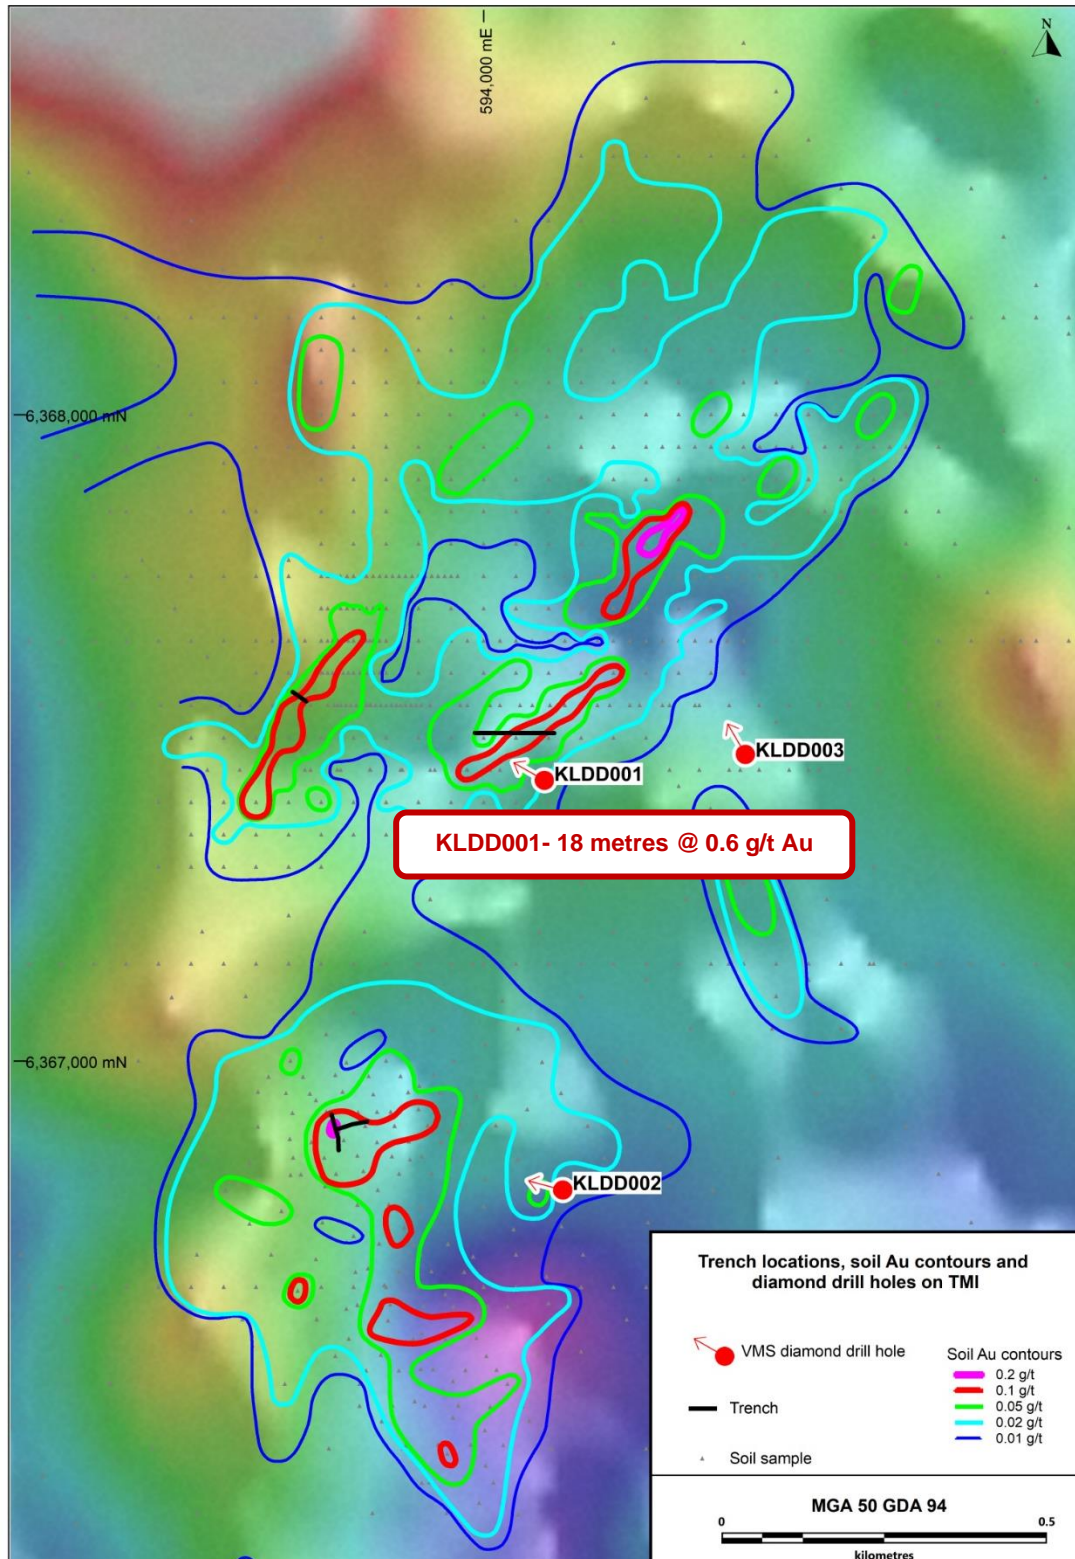 N
594,000 mE
6,368,000 mN
KLDD003
KLDD001
KLDD001- 18 metres @ 0.6 g/t Au
6,367,000 mN
KLDD002
Trench locations, soil Au contours and
diamond drill holes on TMI
VMS diamond drill hole
Trench
Soil sample
Soil Au contours
0.2 g/t
0.1 g/t
0.05 g/t
0.02 g/t
0.01 g/t
MGA 50 GDA 94
0 0.5
kilometres